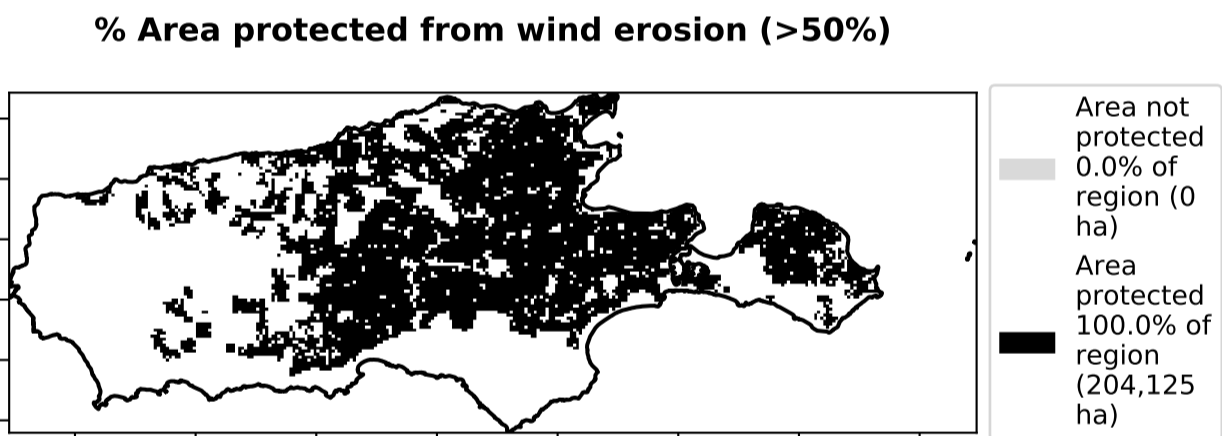 % Area protected from wind erosion (>50%)
Area not
protected
0.0% of
region (0
ha)
Area
protected
100.0% of
region
(204,125
ha)